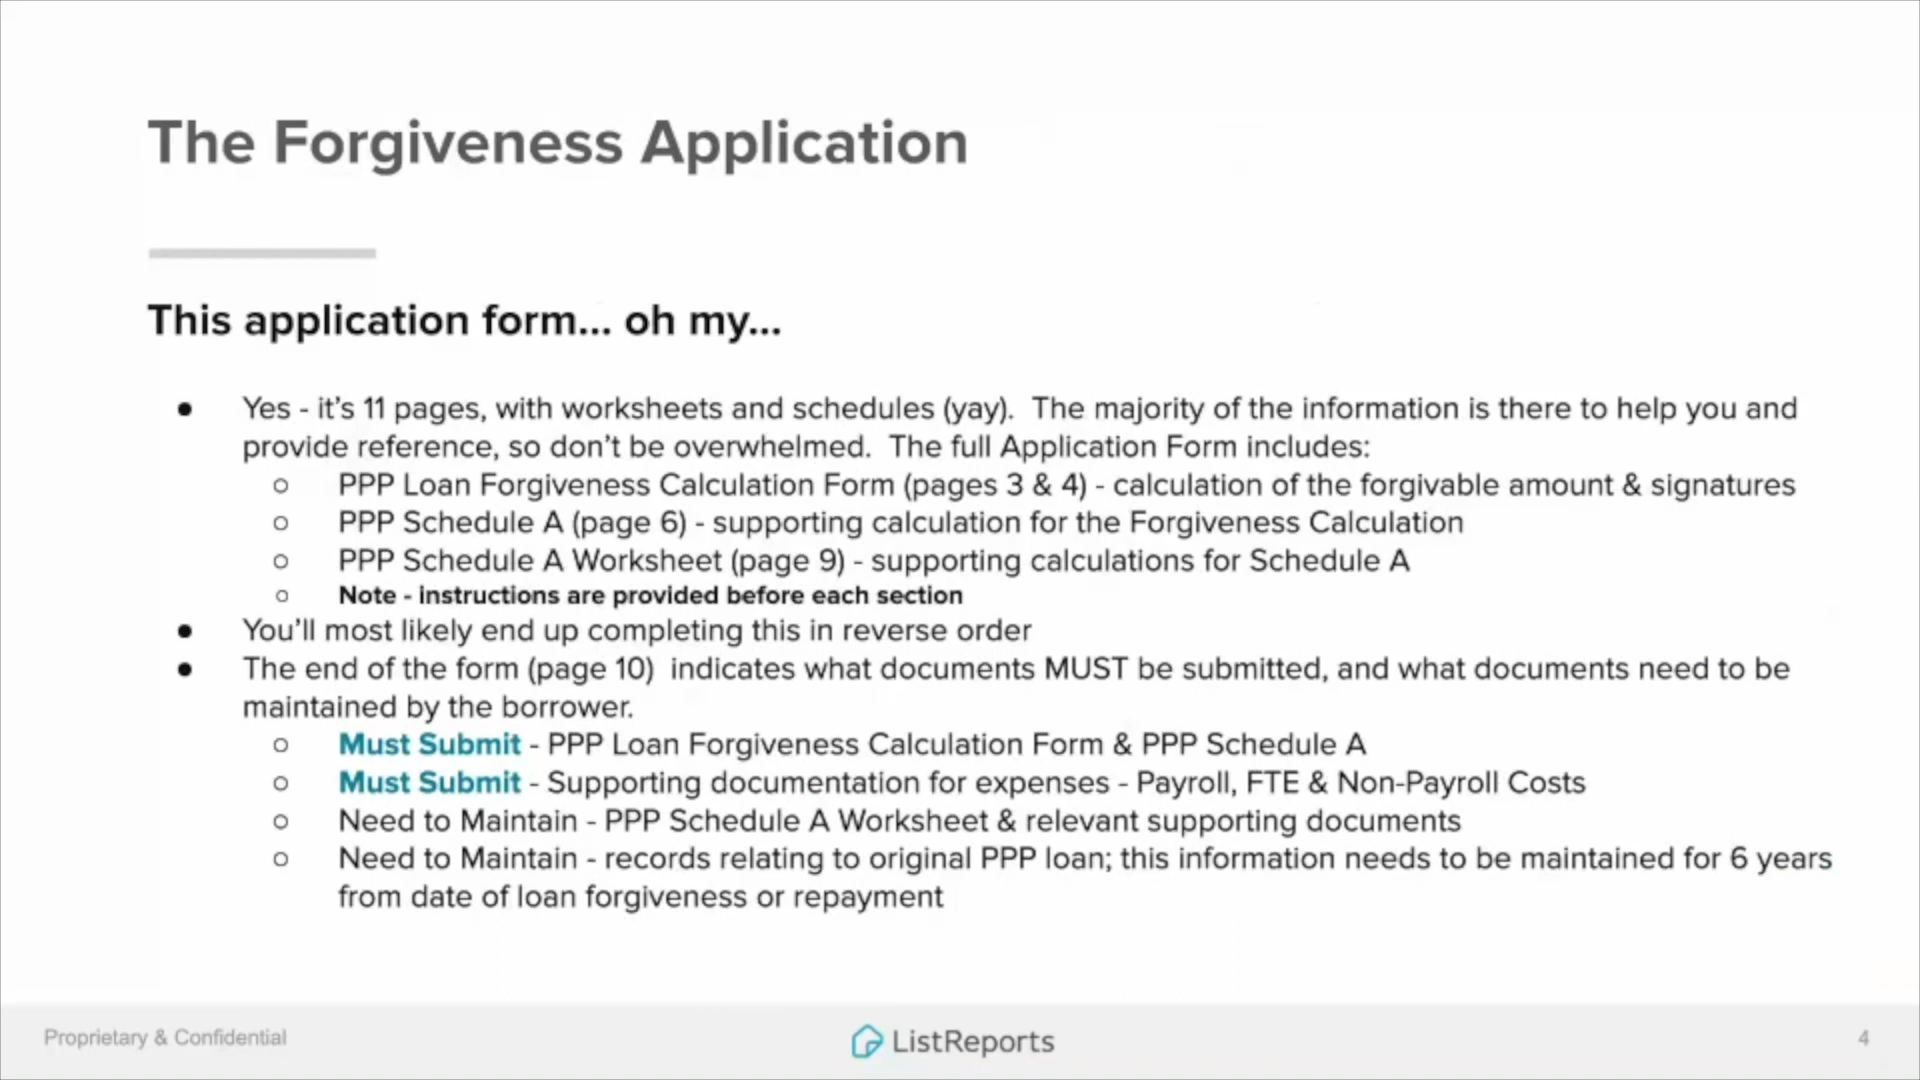 The Forgiveness Application
This application form... oh my...
● Yes - it's 11 pages, with worksheets and schedules (yay).  The majority of the information is there to help you and
provide reference, so don't be overwhelmed.  The full Application Form includes:
○ PPP Loan Forgiveness Calculation Form (pages 3 & 4) - calculation of the forgivable amount & signatures
○ PPP Schedule A (page 6) - supporting calculation for the Forgiveness Calculation
○ PPP Schedule A Worksheet (page 9) - supporting calculations for Schedule A
○ Note - instructions are provided before each section
● You'll most likely end up completing this in reverse order
● The end of the form (page 10)  indicates what documents MUST be submitted, and what documents need to be
maintained by the borrower.
○ Must Submit - PPP Loan Forgiveness Calculation Form & PPP Schedule A
○ Must Submit - Supporting documentation for expenses - Payroll, FTE & Non-Payroll Costs
○ Need to Maintain - PPP Schedule A Worksheet & relevant supporting documents
○ Need to Maintain - records relating to original PPP loan; this information needs to be maintained for 6 years
from date of loan forgiveness or repayment
Proprietary & Confidential
ListReports
4